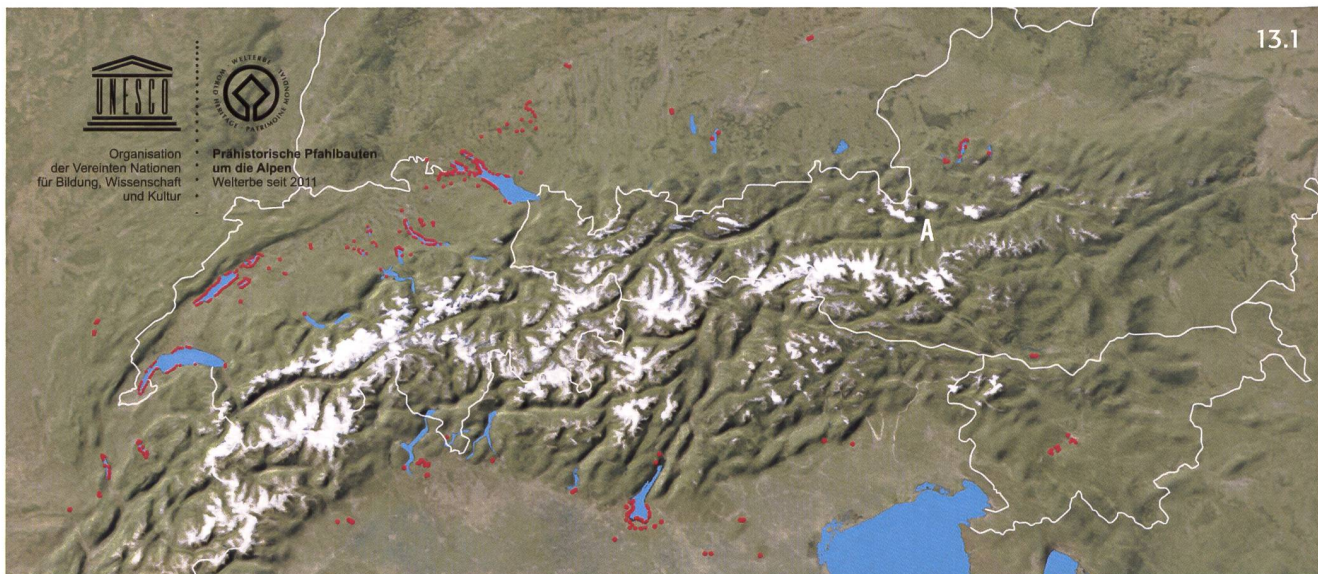 13.1
UNESCO
WELTERBE
WORLD HERITAGE
PATRIMOINE MONDIAL
Organisation
der Vereinten Nationen
für Bildung, Wissenschaft
und Kultur
Prähistorische Pfahlbauten
um die Alpen
Welterbe seit 2011
A